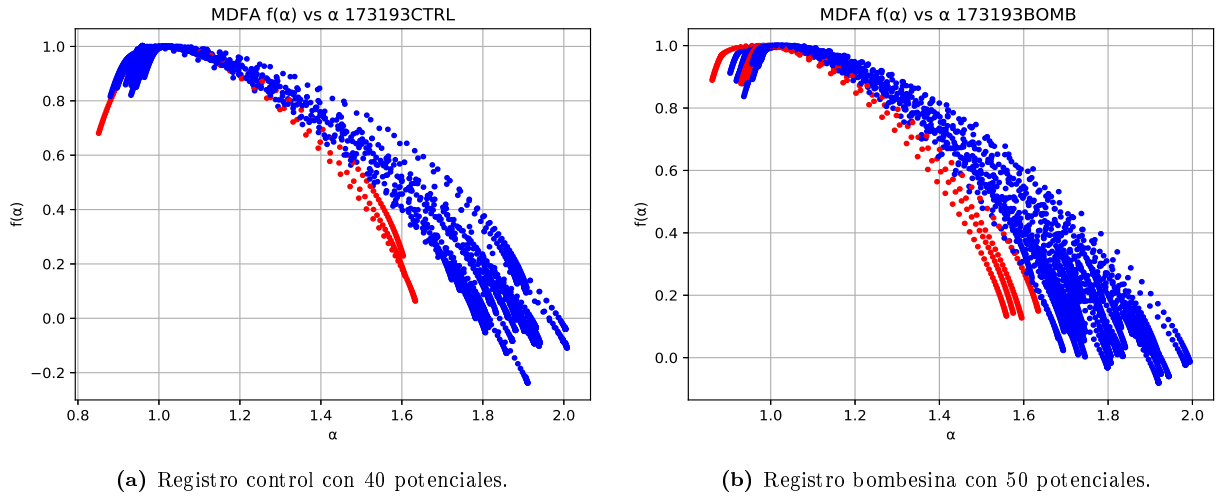 MDFA f(α) vs α 173193CTRL
1.0
0.8
0.6
0.4
0.2
0.0
−0.2
f(α)
0.8 1.0 1.2 1.4 1.6 1.8 2.0
α
(a) Registro control con 40 potenciales.
MDFA f(α) vs α 173193BOMB
1.0
0.8
0.6
0.4
0.2
0.0
f(α)
1.0 1.2 1.4 1.6 1.8 2.0
α
(b) Registro bombesina con 50 potenciales.